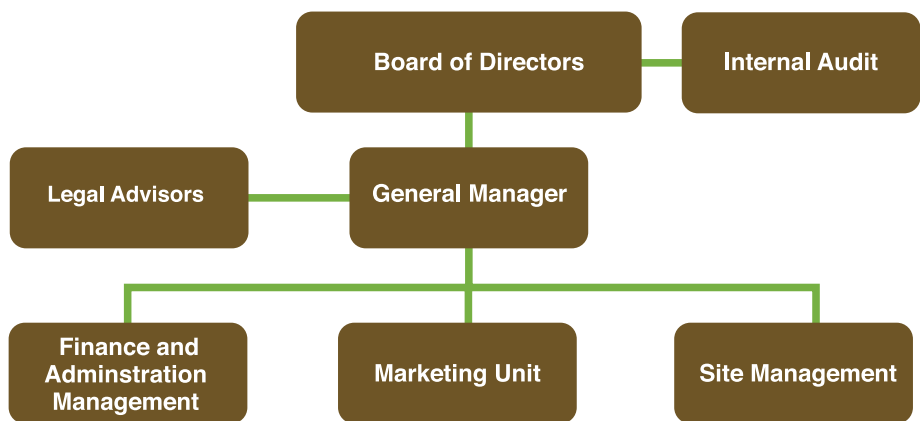 Board of Directors
Internal Audit
Legal Advisors
General Manager
Finance and
Adminstration
Management
Marketing Unit
Site Management